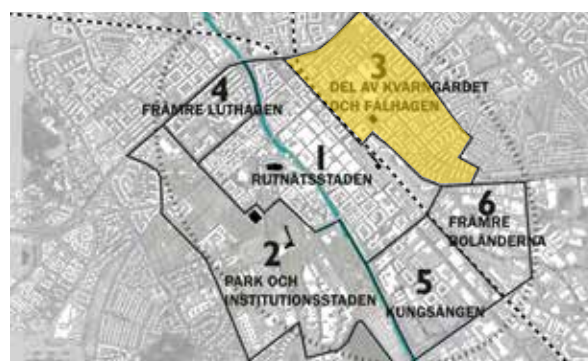 3
DEL AV KVARNGÄRDET
OCH FÅLHAGEN
4
FRÄMRE LUTHAGEN
1
RUTNÄTSSTADEN
6
FRÄMRE
BOLÄNDERNA
2
PARK OCH
INSTITUTIONSSTADEN
5
KUNGSÄNGEN